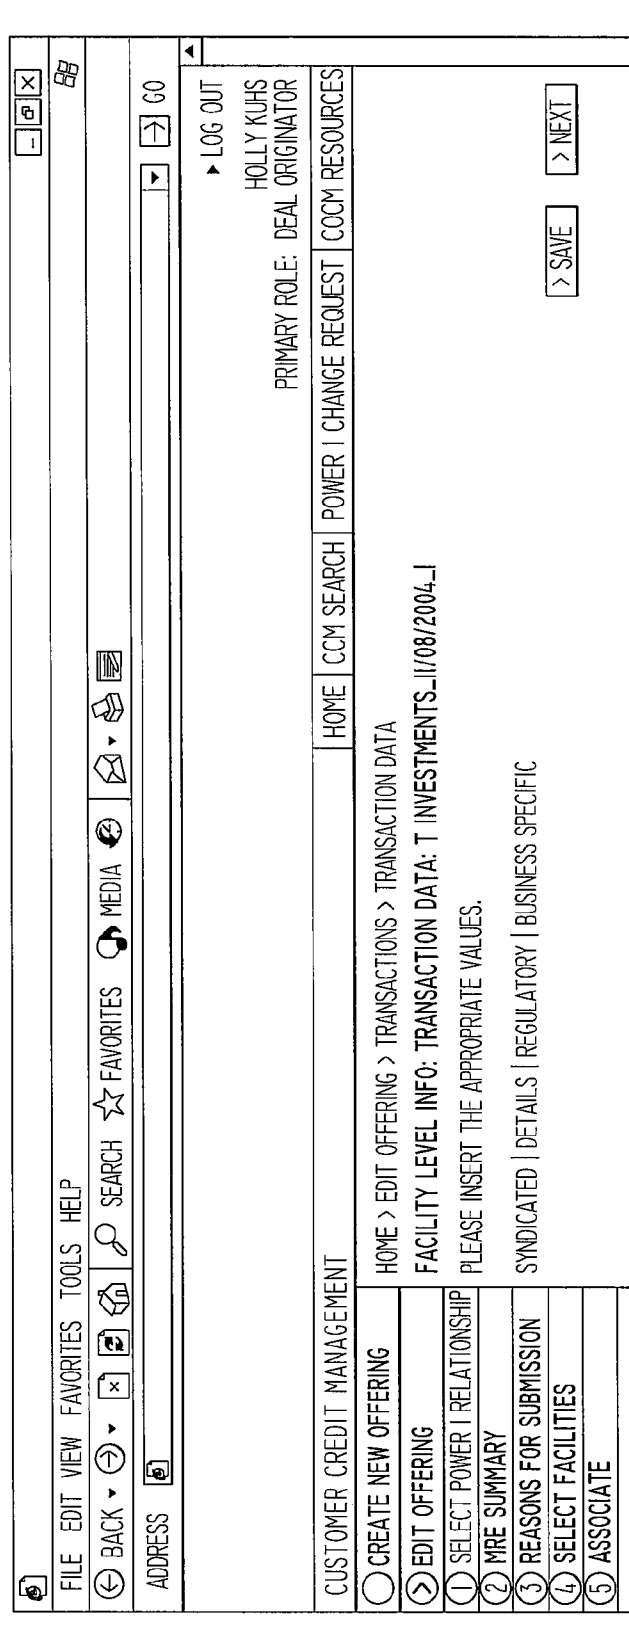 FILE EDIT VIEW FAVORITES TOOLS HELP
BACK SEARCH FAVORITES MEDIA
ADDRESS GO
LOG OUT
HOLLY KUHS
PRIMARY ROLE: DEAL ORIGINATOR
CUSTOMER CREDIT MANAGEMENT HOME CCM SEARCH POWER I CHANGE REQUEST COCM RESOURCES
CREATE NEW OFFERING
> EDIT OFFERING
1 SELECT POWER I RELATIONSHIP
2 MRE SUMMARY
3 REASONS FOR SUBMISSION
4 SELECT FACILITIES
5 ASSOCIATE
HOME > EDIT OFFERING > TRANSACTIONS > TRANSACTION DATA
FACILITY LEVEL INFO: TRANSACTION DATA: T INVESTMENTS_11/08/2004_1
PLEASE INSERT THE APPROPRIATE VALUES.
SYNDICATED | DETAILS | REGULATORY | BUSINESS SPECIFIC
> SAVE > NEXT